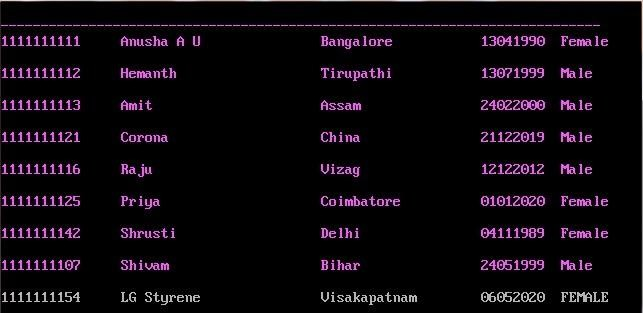 1111111111 Anusha A U Bangalore 13041990 Female
1111111112 Hemanth Tirupathi 13071999 Male
1111111113 Amit Assam 24022000 Male
1111111121 Corona China 21122019 Male
1111111116 Raju Vizag 12122012 Male
1111111125 Priya Coimbatore 01012020 Female
1111111142 Shrusti Delhi 04111989 Female
1111111107 Shivam Bihar 24051999 Male
1111111154 LG Styrene Visakapatnam 06052020 FEMALE